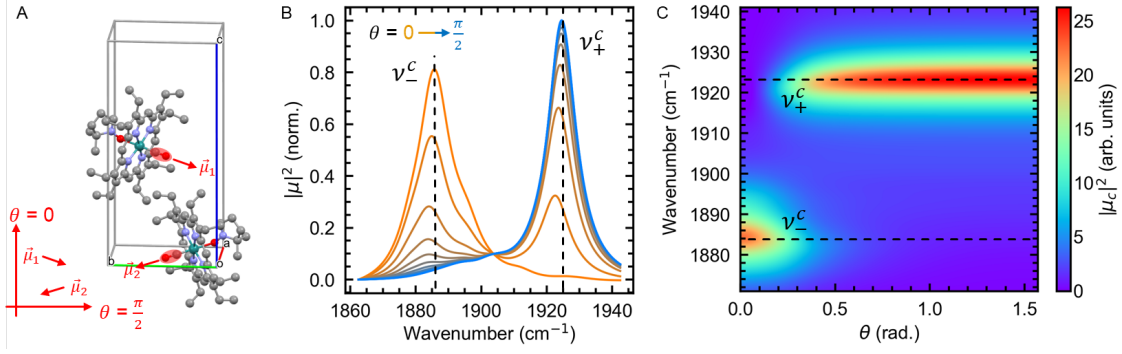 A
c
μ⃗₁
θ = 0
μ⃗₁
μ⃗₂
θ = π/2
b
a
o
μ⃗₂
B
θ = 0 → π/2
ν₋ᶜ
ν₊ᶜ
|μ|² (norm.)
1.0
0.8
0.6
0.4
0.2
0.0
1860 1880 1900 1920 1940
Wavenumber (cm⁻¹)
C
Wavenumber (cm⁻¹)
1940
1930
1920
1910
1900
1890
1880
ν₊ᶜ
ν₋ᶜ
0.0 0.5 1.0 1.5
θ (rad.)
25
20
15
10
5
0
|μ_c|² (arb. units)